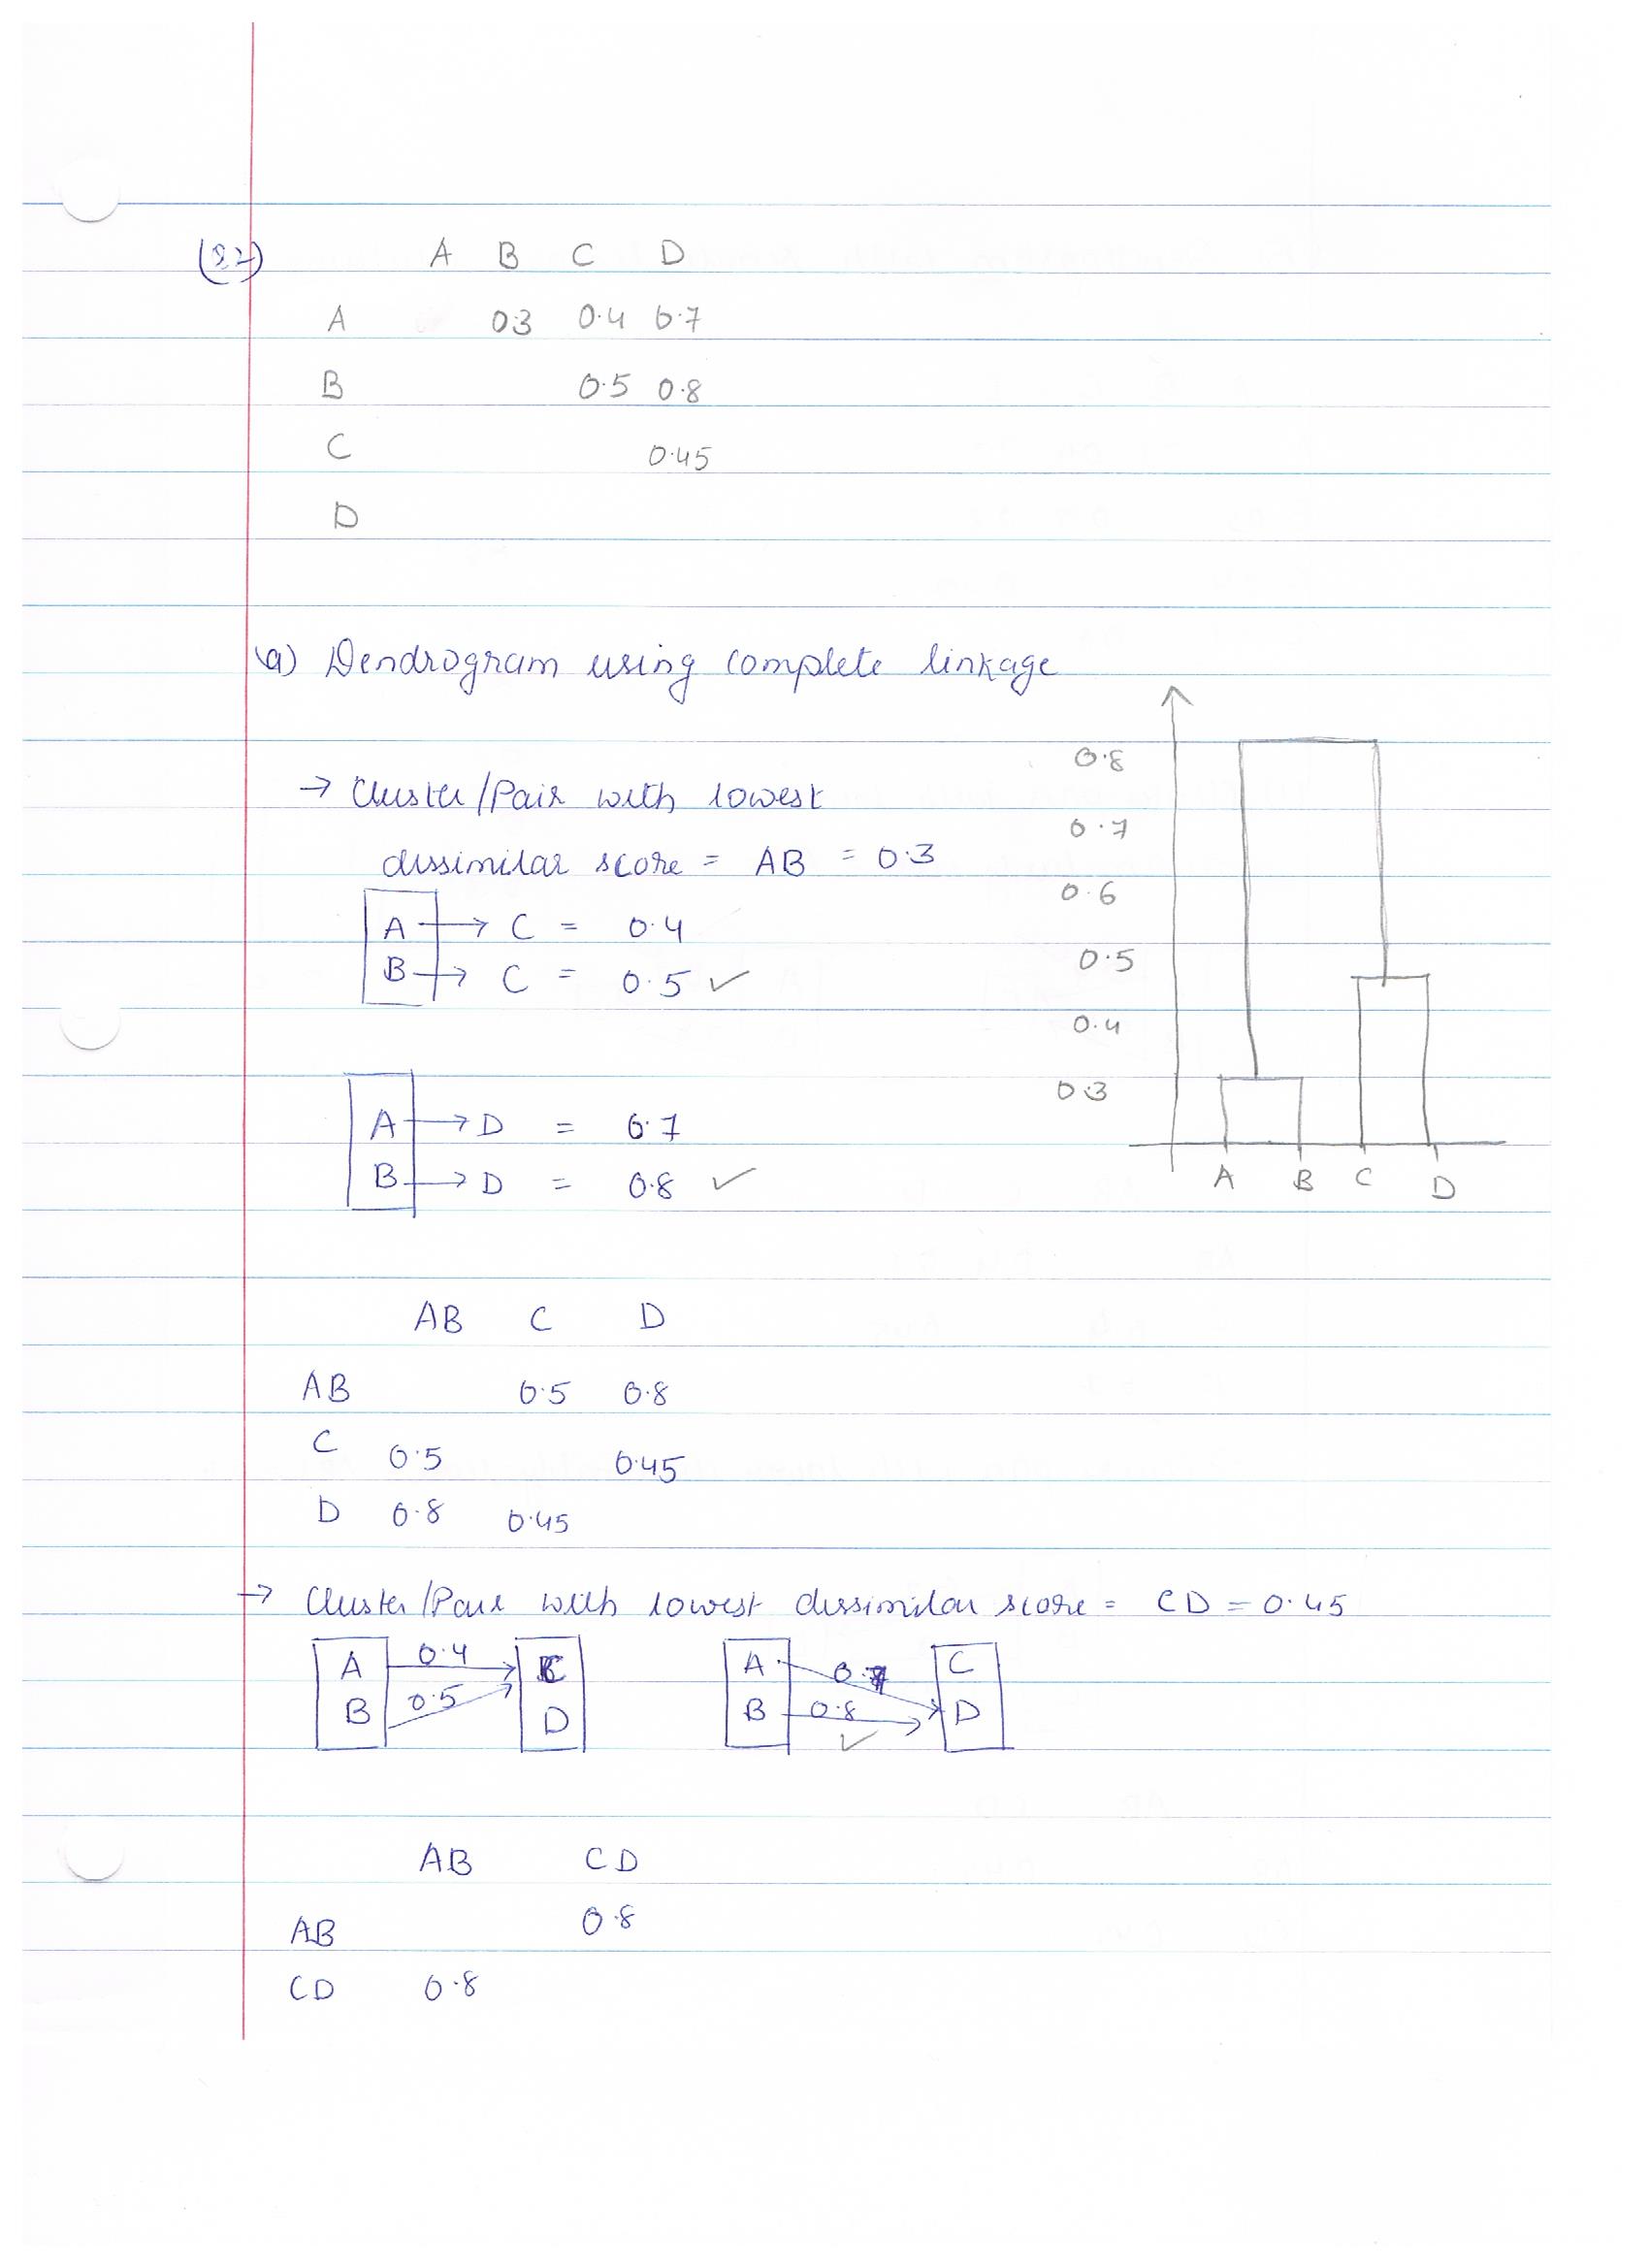 (Q2) A B C D
A 0.3 0.4 0.7
B 0.5 0.8
C 0.45
D
(a) Dendrogram using complete linkage
→ Cluster/Pair with lowest
dissimilar score = AB = 0.3
A → C = 0.4
B → C = 0.5 ✓
A → D = 0.7
B → D = 0.8 ✓
0.8
0.7
0.6
0.5
0.4
0.3
A B C D
AB C D
AB 0.5 0.8
C 0.5 0.45
D 0.8 0.45
→ Cluster/Pair with lowest dissimilar score = CD = 0.45
A 0.4 C A 0.7 C
B 0.5 D B 0.8 D
✓
AB CD
AB 0.8
CD 0.8